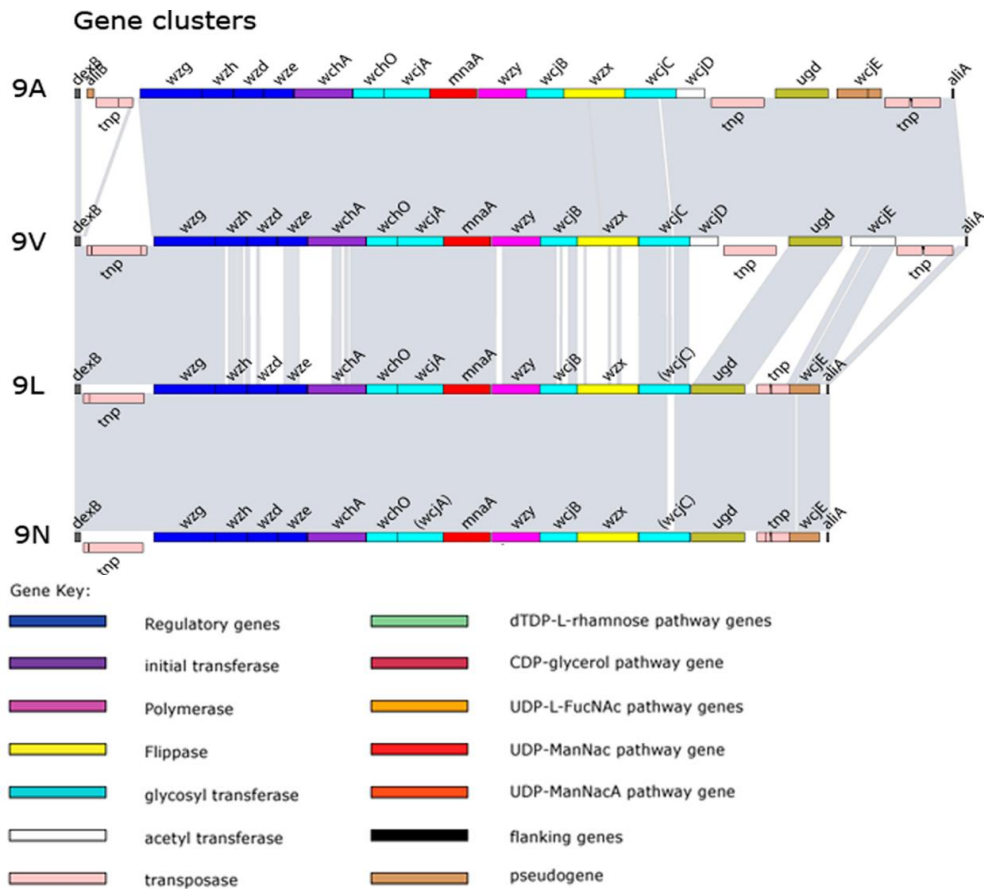 Gene clusters
9A
dexB aliB tnp wzg wzh wzd wze wchA wchO wcjA mnaA wzy wcjB wzx wcjC wcjD tnp ugd wcjE tnp aliA
9V
dexB tnp wzg wzh wzd wze wchA wchO wcjA mnaA wzy wcjB wzx wcjC wcjD tnp ugd wcjE tnp aliA
9L
dexB tnp wzg wzh wzd wze wchA wchO wcjA mnaA wzy wcjB wzx (wcjC) ugd tnp wcjE aliA
9N
dexB tnp wzg wzh wzd wze wchA wchO (wcjA) mnaA wzy wcjB wzx (wcjC) ugd tnp wcjE aliA
Gene Key:
Regulatory genes
initial transferase
Polymerase
Flippase
glycosyl transferase
acetyl transferase
transposase
dTDP-L-rhamnose pathway genes
CDP-glycerol pathway gene
UDP-L-FucNAc pathway genes
UDP-ManNac pathway gene
UDP-ManNacA pathway gene
flanking genes
pseudogene